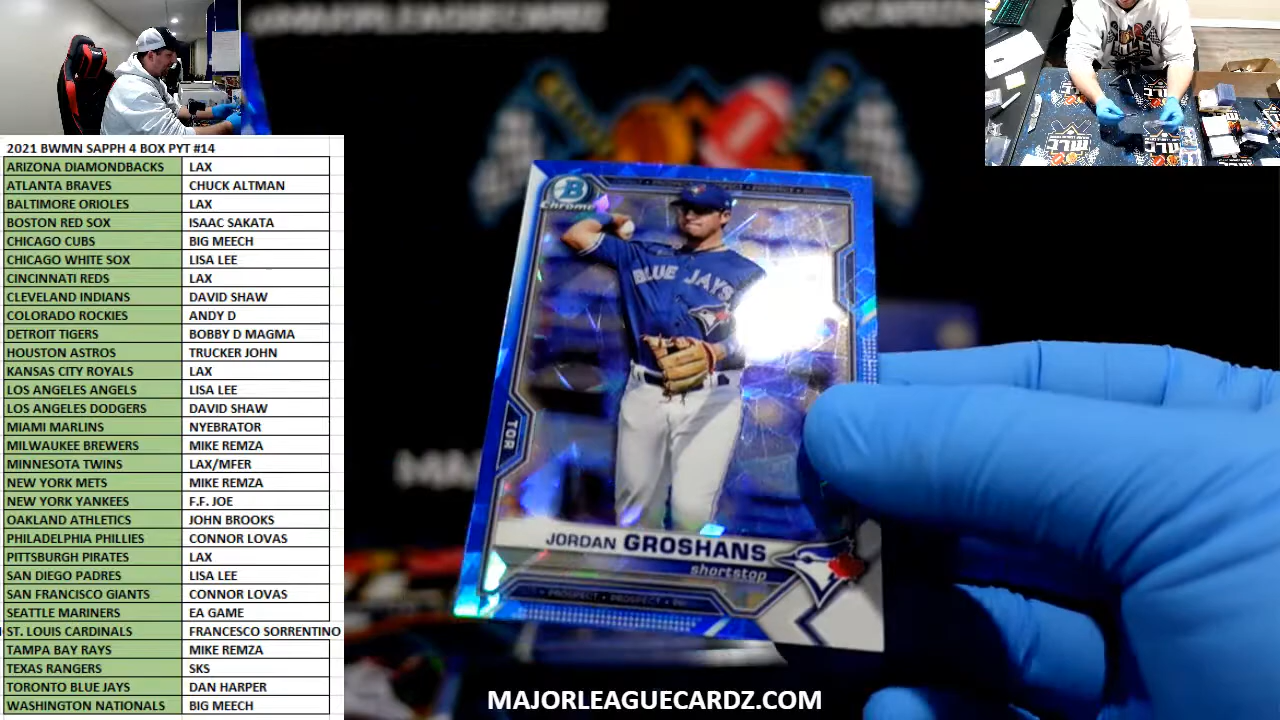 2021 BWMN SAPPH 4 BOX PYT #14
ARIZONA DIAMONDBACKS LAX
ATLANTA BRAVES CHUCK ALTMAN
BALTIMORE ORIOLES LAX
BOSTON RED SOX ISAAC SAKATA
CHICAGO CUBS BIG MEECH
CHICAGO WHITE SOX LISA LEE
CINCINNATI REDS LAX
CLEVELAND INDIANS DAVID SHAW
COLORADO ROCKIES ANDY D
DETROIT TIGERS BOBBY D MAGMA
HOUSTON ASTROS TRUCKER JOHN
KANSAS CITY ROYALS LAX
LOS ANGELES ANGELS LISA LEE
LOS ANGELES DODGERS DAVID SHAW
MIAMI MARLINS NYEBRATOR
MILWAUKEE BREWERS MIKE REMZA
MINNESOTA TWINS LAX/MFER
NEW YORK METS MIKE REMZA
NEW YORK YANKEES F.F. JOE
OAKLAND ATHLETICS JOHN BROOKS
PHILADELPHIA PHILLIES CONNOR LOVAS
PITTSBURGH PIRATES LAX
SAN DIEGO PADRES LISA LEE
SAN FRANCISCO GIANTS CONNOR LOVAS
SEATTLE MARINERS EA GAME
ST. LOUIS CARDINALS FRANCESCO SORRENTINO
TAMPA BAY RAYS MIKE REMZA
TEXAS RANGERS SKS
TORONTO BLUE JAYS DAN HARPER
WASHINGTON NATIONALS BIG MEECH
@MAJORLEAGUECARDZ
B
Chrome
BLUE JAYS
TOR
JORDAN GROSHANS
shortstop
PROSPECT • PROSPECT
MLC
MAJORLEAGUECARDZ.COM